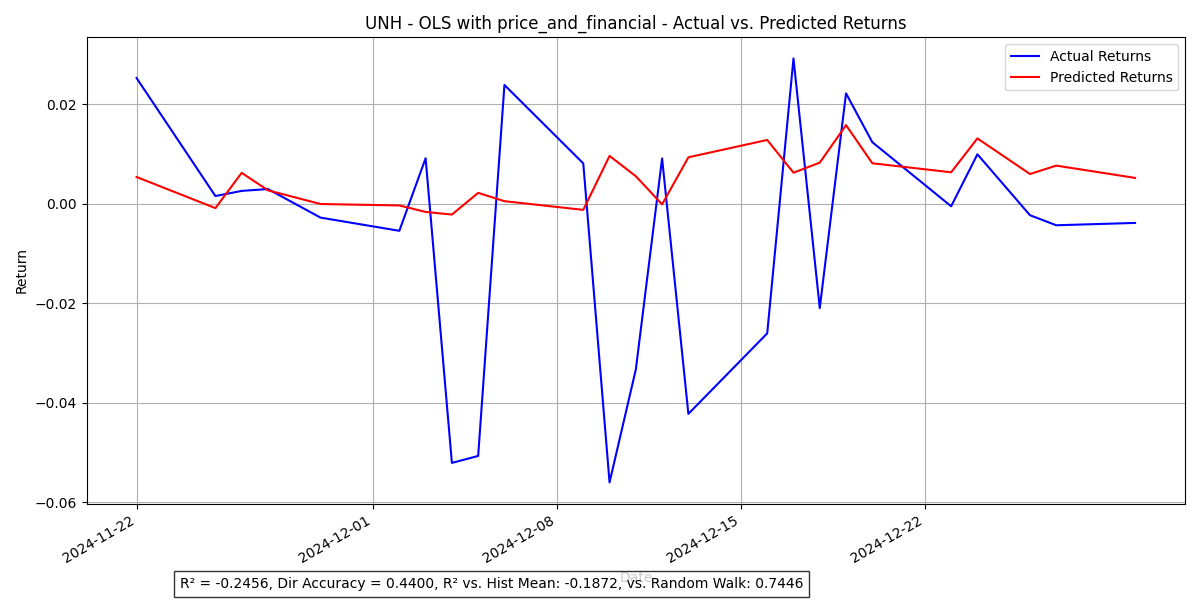 UNH - OLS with price_and_financial - Actual vs. Predicted Returns
Actual Returns
Predicted Returns
0.02
0.00
−0.02
−0.04
−0.06
Return
2024-11-22
2024-12-01
2024-12-08
2024-12-15
2024-12-22
Date
R² = -0.2456, Dir Accuracy = 0.4400, R² vs. Hist Mean: -0.1872, vs. Random Walk: 0.7446